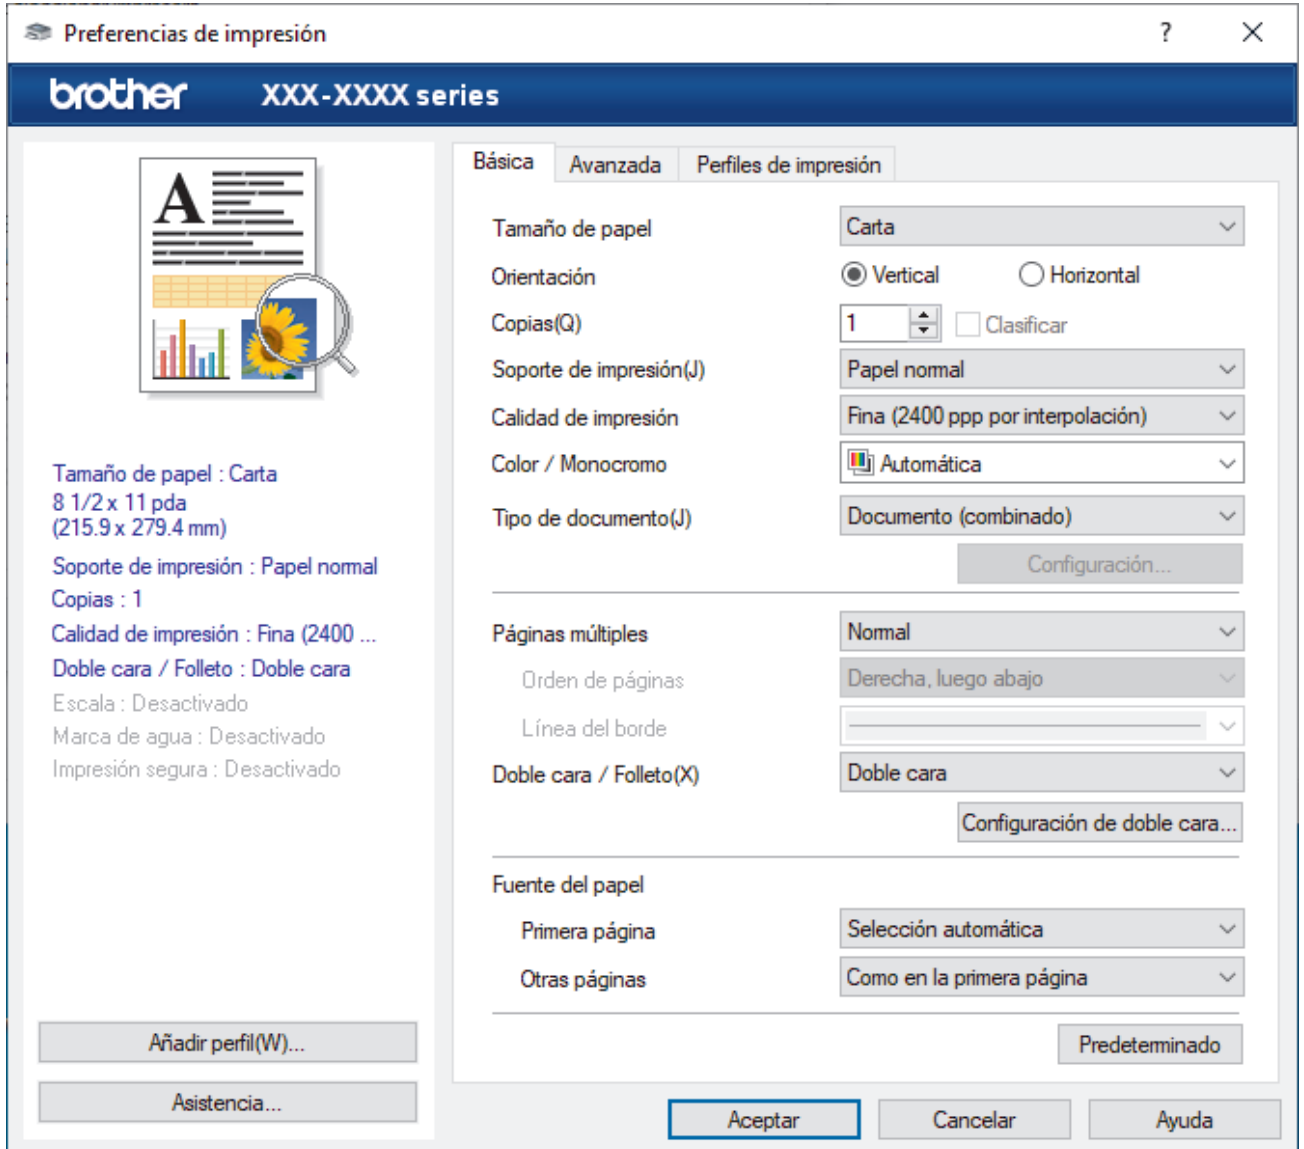 Preferencias de impresión
?
brother XXX-XXXX series
A
Tamaño de papel : Carta
8 1/2 x 11 pda
(215.9 x 279.4 mm)
Soporte de impresión : Papel normal
Copias : 1
Calidad de impresión : Fina (2400 ...
Doble cara / Folleto : Doble cara
Escala : Desactivado
Marca de agua : Desactivado
Impresión segura : Desactivado
Añadir perfil(W)...
Asistencia...
Básica Avanzada Perfiles de impresión
Tamaño de papel Carta
Orientación Vertical Horizontal
Copias(Q) 1 Clasificar
Soporte de impresión(J) Papel normal
Calidad de impresión Fina (2400 ppp por interpolación)
Color / Monocromo Automática
Tipo de documento(J) Documento (combinado)
Configuración...
Páginas múltiples Normal
Orden de páginas Derecha, luego abajo
Línea del borde
Doble cara / Folleto(X) Doble cara
Configuración de doble cara...
Fuente del papel
Primera página Selección automática
Otras páginas Como en la primera página
Predeterminado
Aceptar Cancelar Ayuda